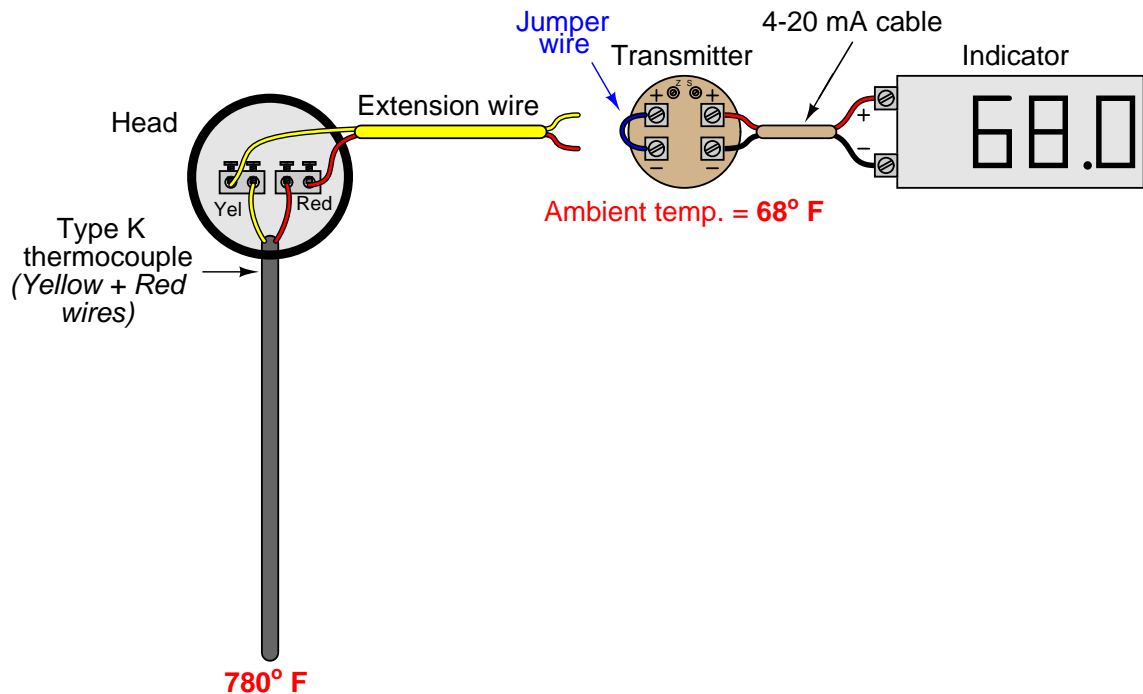 Jumper
wire
4-20 mA cable
Transmitter
Indicator
Head
Extension wire
Z S
+ +
– –
+
–
68.0
Yel
Red
Ambient temp. = 68° F
Type K
thermocouple
(Yellow + Red
wires)
780° F